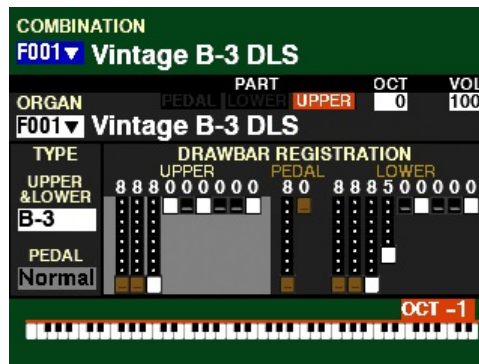 COMBINATION
F001▼ Vintage B-3 DLS
PART OCT VOL
ORGAN PEDAL LOWER UPPER 0 100
F001▼ Vintage B-3 DLS
TYPE DRAWBAR REGISTRATION
UPPER PEDAL LOWER
UPPER 888000000 80 888500000
&LOWER
B-3
PEDAL
Normal
OCT -1